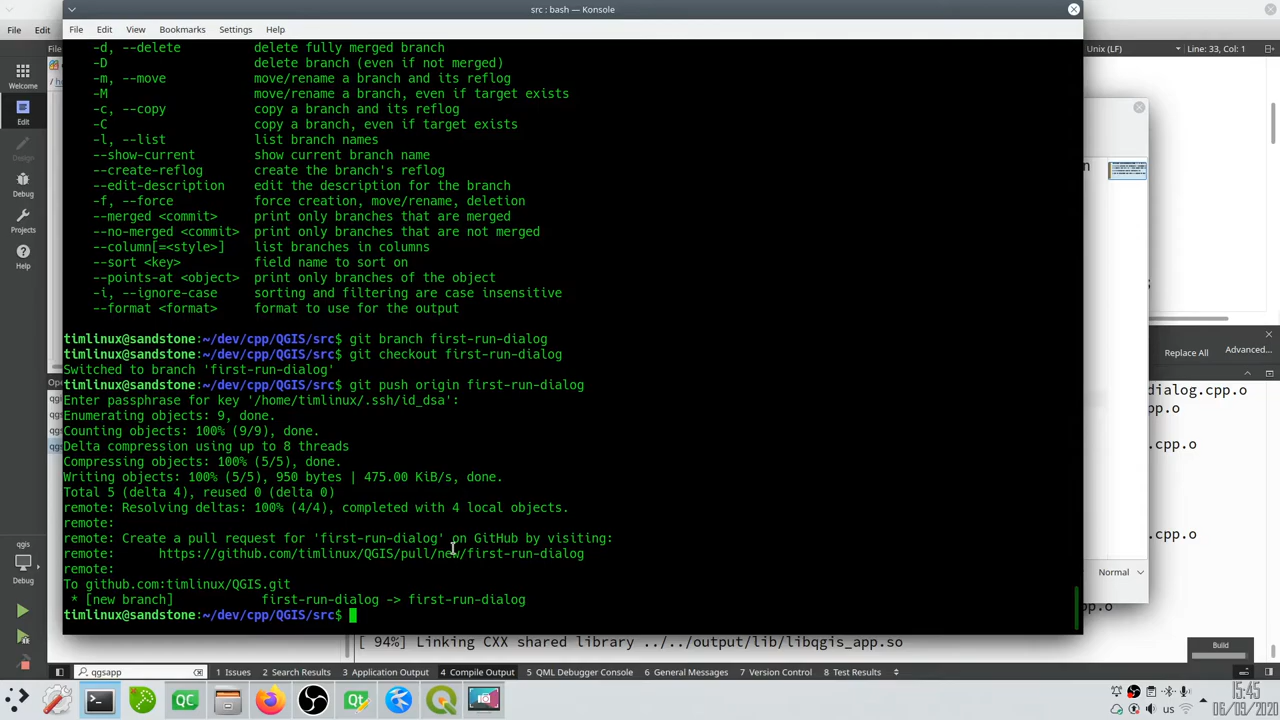 src : bash — Konsole
File Edit
File Edit View Bookmarks Settings Help
Unix (LF) Line: 33, Col: 1
Welcome
Edit
Design
Debug
Projects
Help
qgis
Debug
-d, --delete delete fully merged branch
-D delete branch (even if not merged)
-m, --move move/rename a branch and its reflog
-M move/rename a branch, even if target exists
-c, --copy copy a branch and its reflog
-C copy a branch, even if target exists
-l, --list list branch names
--show-current show current branch name
--create-reflog create the branch's reflog
--edit-description edit the description for the branch
-f, --force force creation, move/rename, deletion
--merged <commit> print only branches that are merged
--no-merged <commit> print only branches that are not merged
--column[=<style>] list branches in columns
--sort <key> field name to sort on
--points-at <object> print only branches of the object
-i, --ignore-case sorting and filtering are case insensitive
--format <format> format to use for the output
timlinux@sandstone:~/dev/cpp/QGIS/src$ git branch first-run-dialog
timlinux@sandstone:~/dev/cpp/QGIS/src$ git checkout first-run-dialog
Switched to branch 'first-run-dialog'
timlinux@sandstone:~/dev/cpp/QGIS/src$ git push origin first-run-dialog
Enter passphrase for key '/home/timlinux/.ssh/id_dsa':
Enumerating objects: 9, done.
Counting objects: 100% (9/9), done.
Delta compression using up to 8 threads
Compressing objects: 100% (5/5), done.
Writing objects: 100% (5/5), 950 bytes | 475.00 KiB/s, done.
Total 5 (delta 4), reused 0 (delta 0)
remote: Resolving deltas: 100% (4/4), completed with 4 local objects.
remote:
remote: Create a pull request for 'first-run-dialog' on GitHub by visiting:
remote: https://github.com/timlinux/QGIS/pull/new/first-run-dialog
remote:
To github.com:timlinux/QGIS.git
* [new branch] first-run-dialog -> first-run-dialog
timlinux@sandstone:~/dev/cpp/QGIS/src$
Replace All Advanced...
dialog.cpp.o
pp.o
.cpp.o
.cpp.o
Normal
pp.o
[ 94%] Linking CXX shared library ../../output/lib/libqgis_app.so
Build
qgsapp 1 Issues 2 Search Results 3 Application Output 4 Compile Output 5 QML Debugger Console 6 General Messages 7 Version Control 8 Test Results
us
15:45
06/09/2020